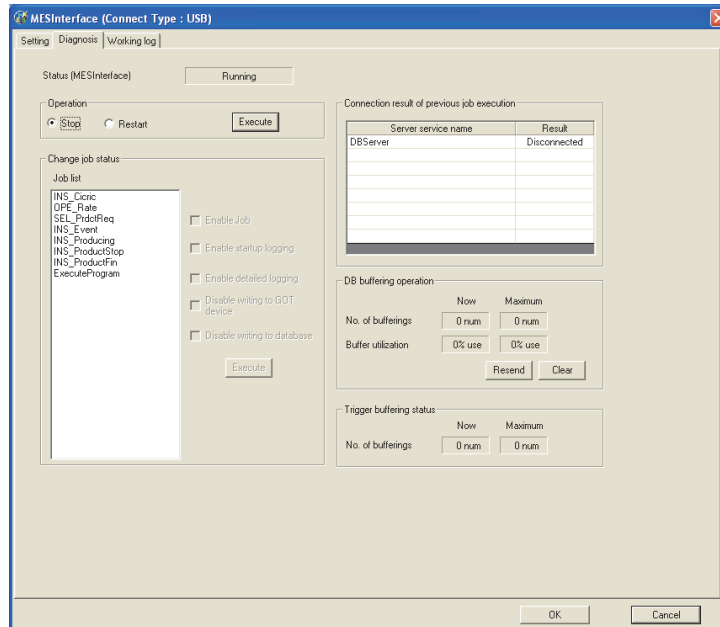 MESInterface (Connect Type : USB)
Setting Diagnosis Working log
Status (MESInterface) Running
Operation
Stop Restart Execute
Change job status
Job list
INS_Cicric
OPE_Rate
SEL_PrdctReq
INS_Event
INS_Producing
INS_ProductStop
INS_ProductFin
ExecuteProgram
Enable Job
Enable startup logging
Enable detailed logging
Disable writing to GOT
device
Disable writing to database
Execute
Connection result of previous job execution
Server service name Result
DBServer Disconnected
DB buffering operation
Now Maximum
No. of bufferings 0 num 0 num
Buffer utilization 0% use 0% use
Resend Clear
Trigger buffering status
Now Maximum
No. of bufferings 0 num 0 num
OK Cancel